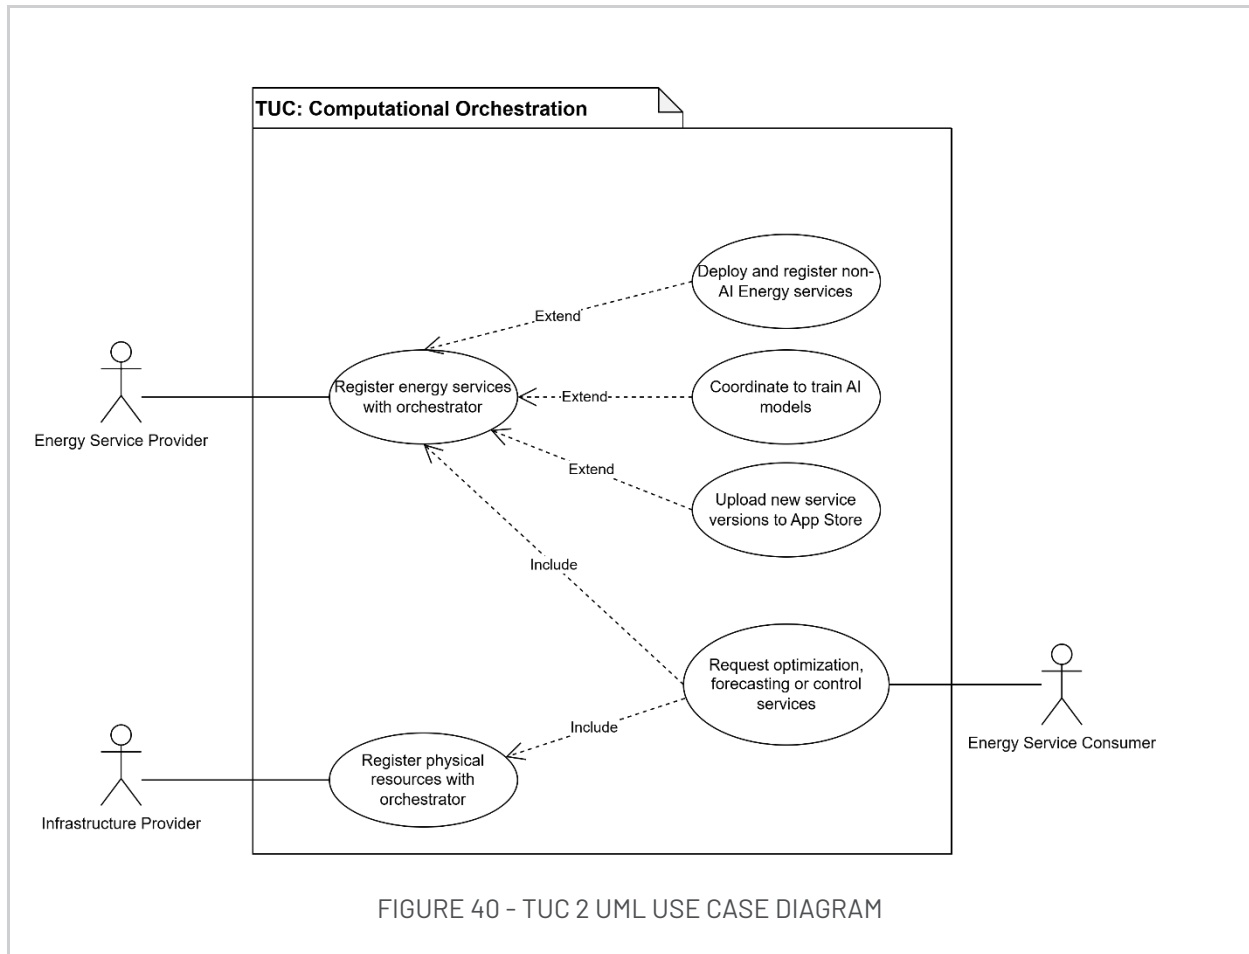 TUC: Computational Orchestration
Deploy and register non-
AI Energy services
Extend
Energy Service Provider
Register energy services
with orchestrator
Extend
Coordinate to train AI
models
Extend
Upload new service
versions to App Store
Include
Request optimization,
forecasting or control
services
Energy Service Consumer
Include
Infrastructure Provider
Register physical
resources with
orchestrator
FIGURE 40 - TUC 2 UML USE CASE DIAGRAM